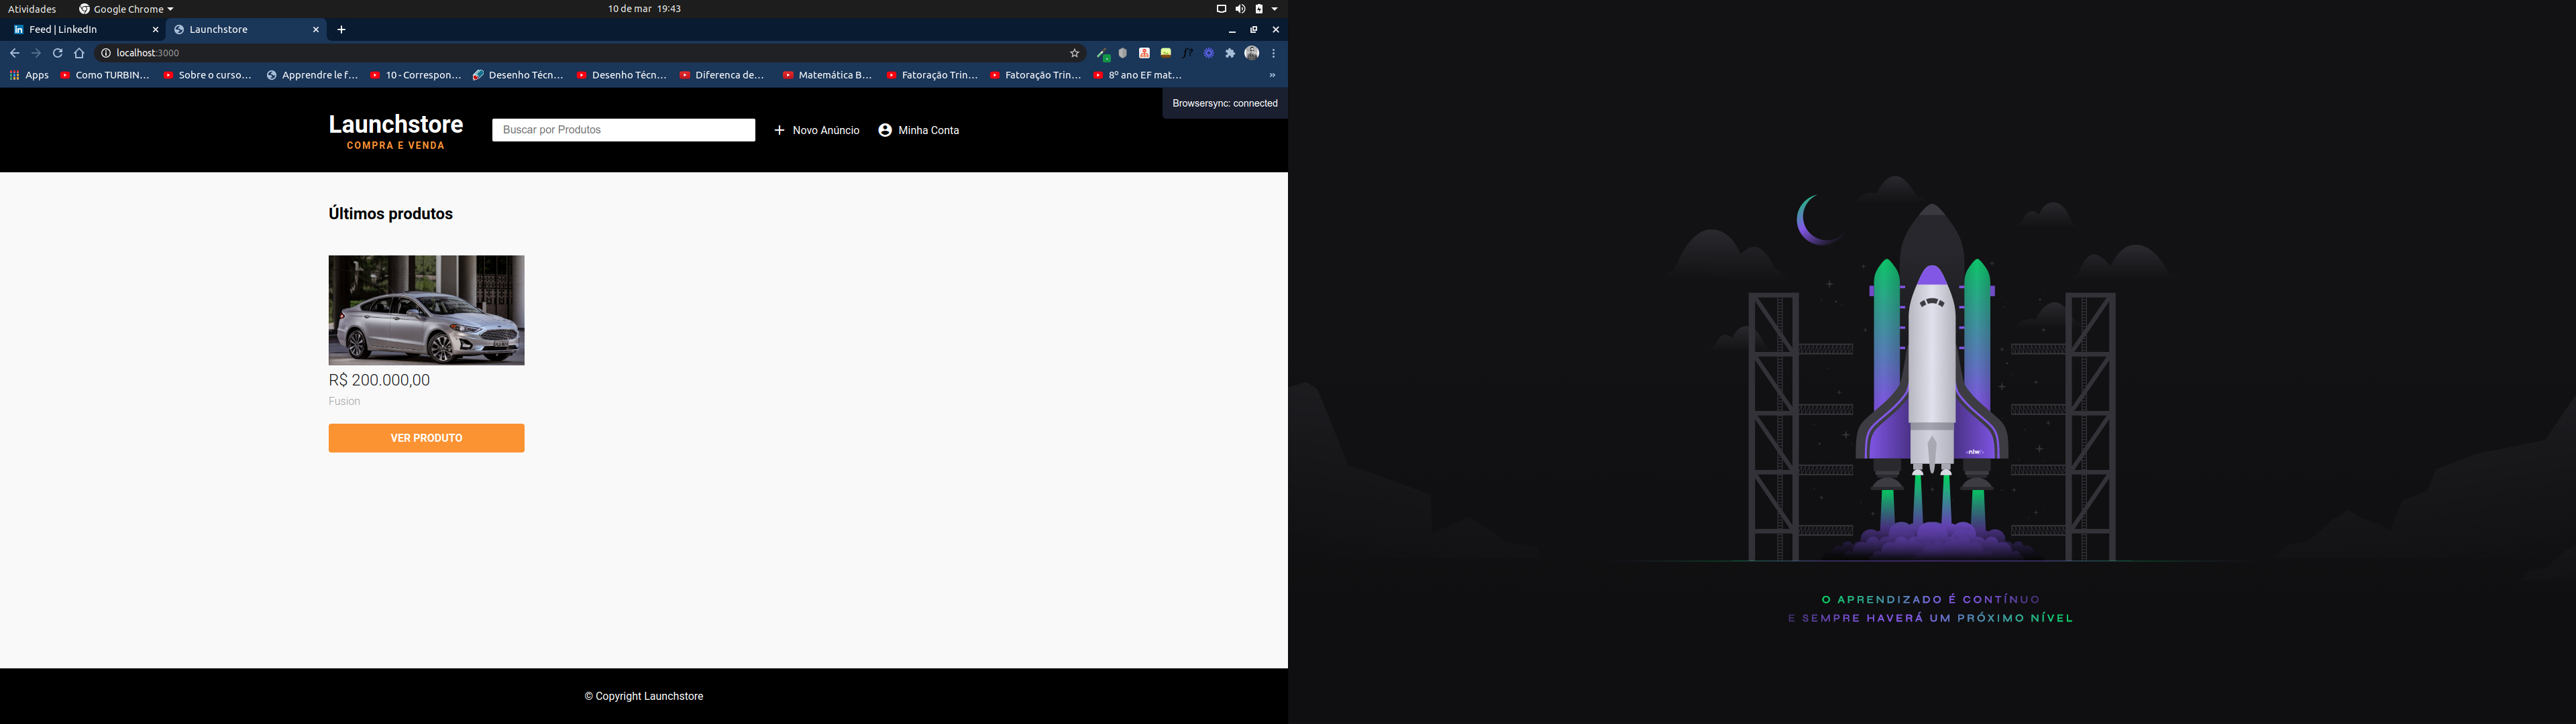 Atividades
Google Chrome
10 de mar 19:43
Feed | LinkedIn
Launchstore
localhost:3000
Apps
Como TURBIN...
Sobre o curso...
Apprendre le f...
10 - Correspon...
Desenho Técn...
Desenho Técn...
Diferenca de...
Matemática B...
Fatoração Trin...
Fatoração Trin...
8º ano EF mat...
Browsersync: connected
Launchstore
COMPRA E VENDA
Buscar por Produtos
Novo Anúncio
Minha Conta
Últimos produtos
R$ 200.000,00
Fusion
VER PRODUTO
© Copyright Launchstore
nlw
O APRENDIZADO É CONTÍNUO
E SEMPRE HAVERÁ UM PRÓXIMO NÍVEL